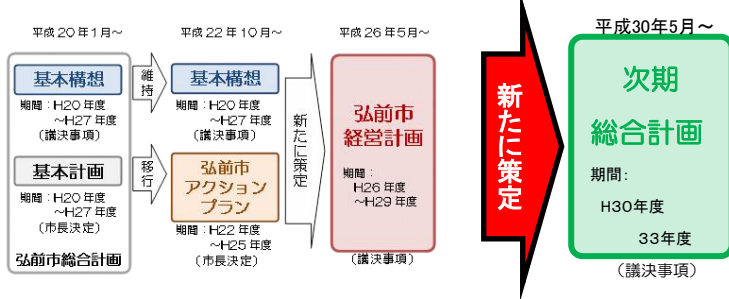 平成20年1月～
基本構想
期間：H20年度
～H27年度
(議決事項)
基本計画
期間：H20年度
～H27年度
(市長決定)
弘前市総合計画
維持
移行
平成22年10月～
基本構想
期間：H20年度
～H27年度
(議決事項)
弘前市
アクション
プラン
期間：H22年度
～H25年度
(市長決定)
新たに策定
平成26年5月～
弘前市
経営計画
期間：
H26年度
～H29年度
(議決事項)
新たに策定
平成30年5月～
次期
総合計画
期間：
H30年度
33年度
(議決事項)